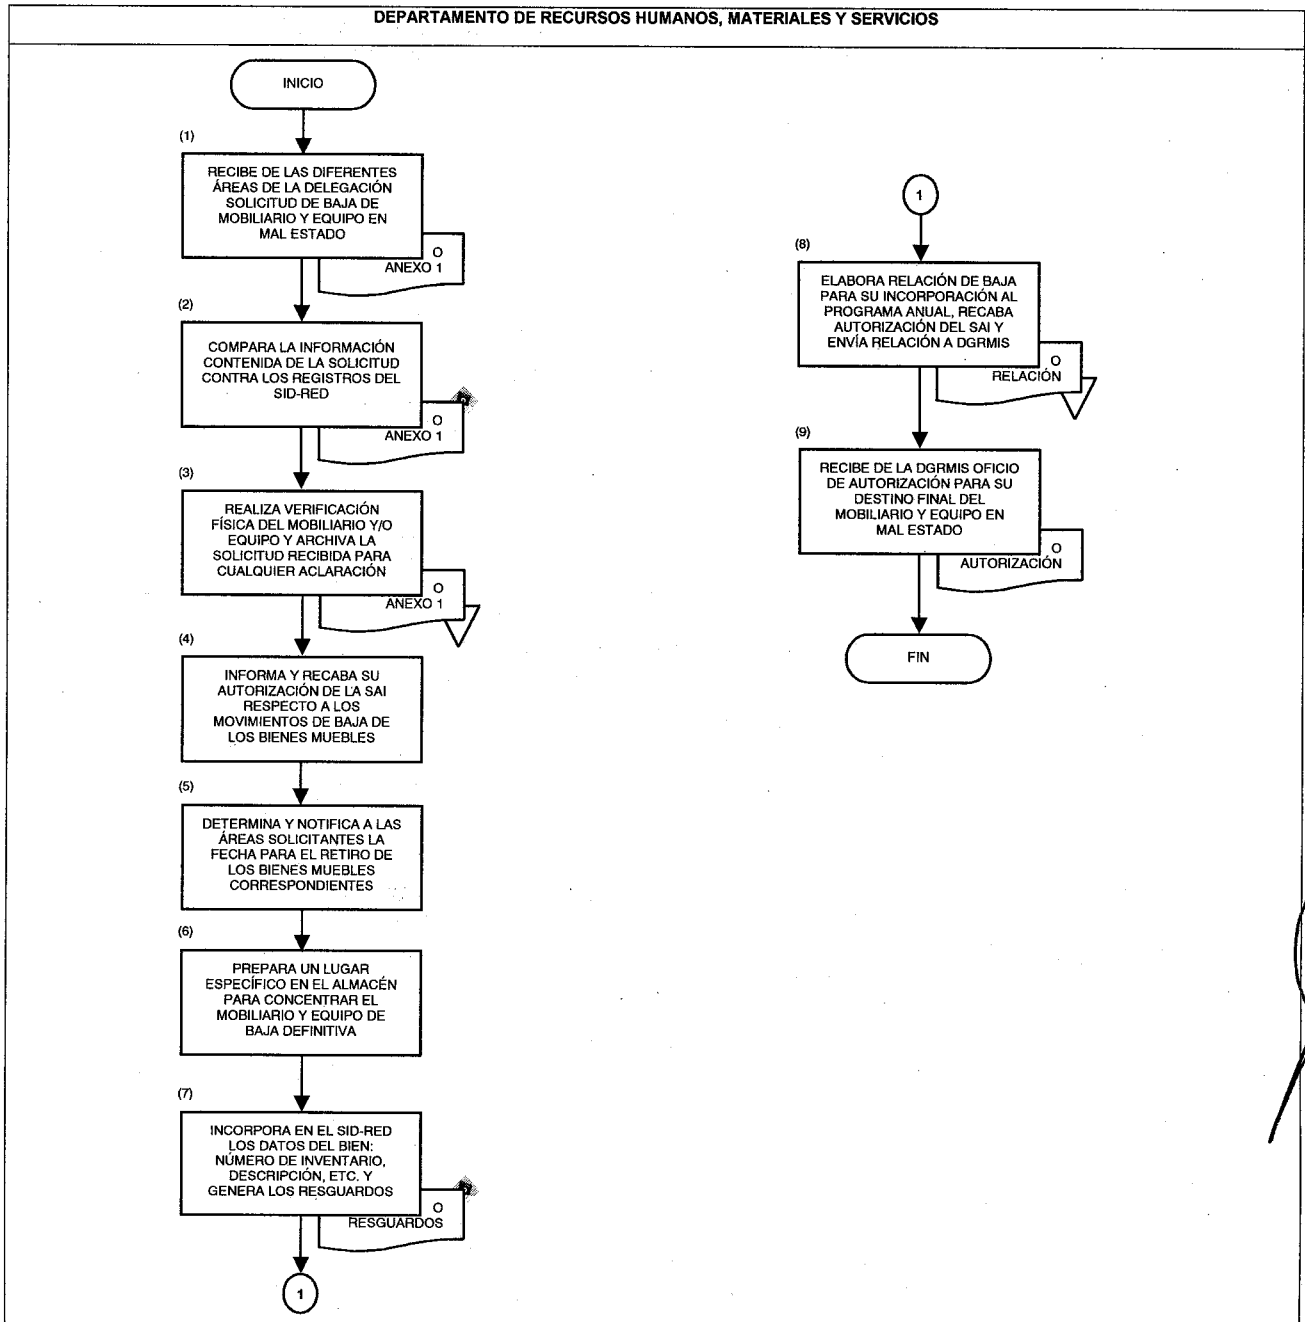 DEPARTAMENTO DE RECURSOS HUMANOS, MATERIALES Y SERVICIOS
INICIO
(1)
RECIBE DE LAS DIFERENTES
ÁREAS DE LA DELEGACIÓN
SOLICITUD DE BAJA DE
MOBILIARIO Y EQUIPO EN
MAL ESTADO
O
ANEXO 1
(2)
COMPARA LA INFORMACIÓN
CONTENIDA DE LA SOLICITUD
CONTRA LOS REGISTROS DEL
SID-RED
O
ANEXO 1
(3)
REALIZA VERIFICACIÓN
FÍSICA DEL MOBILIARIO Y/O
EQUIPO Y ARCHIVA LA
SOLICITUD RECIBIDA PARA
CUALQUIER ACLARACIÓN
O
ANEXO 1
(4)
INFORMA Y RECABA SU
AUTORIZACIÓN DE LA SAI
RESPECTO A LOS
MOVIMIENTOS DE BAJA DE
LOS BIENES MUEBLES
(5)
DETERMINA Y NOTIFICA A LAS
ÁREAS SOLICITANTES LA
FECHA PARA EL RETIRO DE
LOS BIENES MUEBLES
CORRESPONDIENTES
(6)
PREPARA UN LUGAR
ESPECÍFICO EN EL ALMACÉN
PARA CONCENTRAR EL
MOBILIARIO Y EQUIPO DE
BAJA DEFINITIVA
(7)
INCORPORA EN EL SID-RED
LOS DATOS DEL BIEN:
NÚMERO DE INVENTARIO,
DESCRIPCIÓN, ETC. Y
GENERA LOS RESGUARDOS
O
RESGUARDOS
1
1
(8)
ELABORA RELACIÓN DE BAJA
PARA SU INCORPORACIÓN AL
PROGRAMA ANUAL, RECABA
AUTORIZACIÓN DEL SAI Y
ENVÍA RELACIÓN A DGRMIS
O
RELACIÓN
(9)
RECIBE DE LA DGRMIS OFICIO
DE AUTORIZACIÓN PARA SU
DESTINO FINAL DEL
MOBILIARIO Y EQUIPO EN
MAL ESTADO
O
AUTORIZACIÓN
FIN